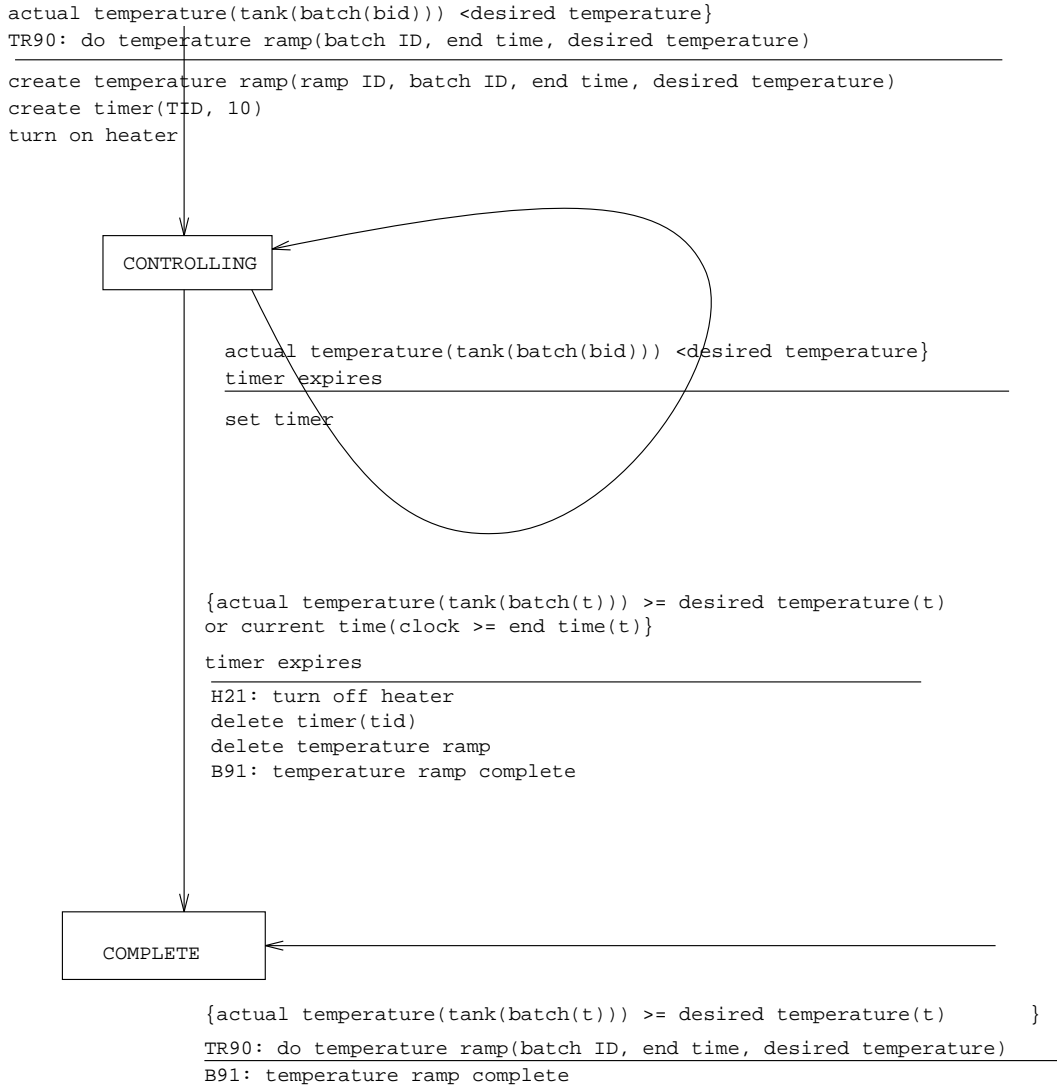 actual temperature(tank(batch(bid))) <desired temperature}
TR90: do temperature ramp(batch ID, end time, desired temperature)
create temperature ramp(ramp ID, batch ID, end time, desired temperature)
create timer(TID, 10)
turn on heater
CONTROLLING
actual temperature(tank(batch(bid))) <desired temperature}
timer expires
set timer
{actual temperature(tank(batch(t))) >= desired temperature(t)
or current time(clock >= end time(t)}
timer expires
H21: turn off heater
delete timer(tid)
delete temperature ramp
B91: temperature ramp complete
COMPLETE
{actual temperature(tank(batch(t))) >= desired temperature(t) }
TR90: do temperature ramp(batch ID, end time, desired temperature)
B91: temperature ramp complete